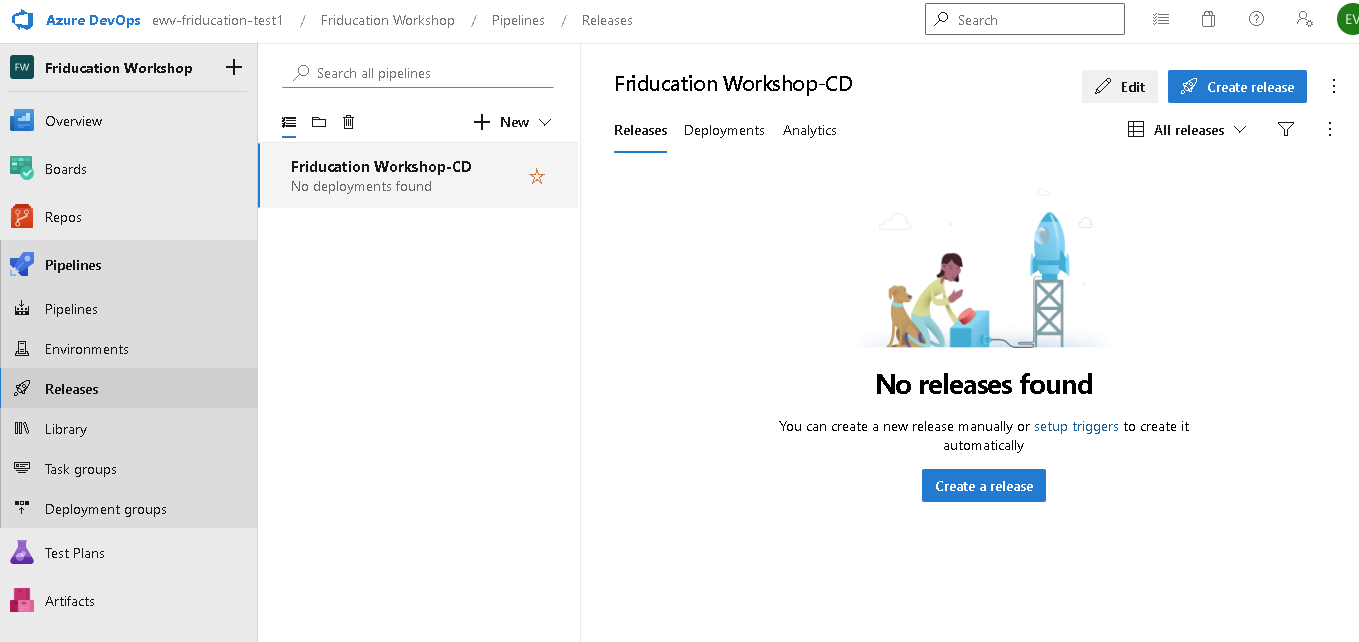 Azure DevOps ewv-friducation-test1 / Friducation Workshop / Pipelines / Releases
Search
EV
FW Friducation Workshop
Overview
Boards
Repos
Pipelines
Pipelines
Environments
Releases
Library
Task groups
Deployment groups
Test Plans
Artifacts
Search all pipelines
New
Friducation Workshop-CD
No deployments found
Friducation Workshop-CD
Edit
Create release
Releases Deployments Analytics
All releases
No releases found
You can create a new release manually or setup triggers to create it
automatically
Create a release